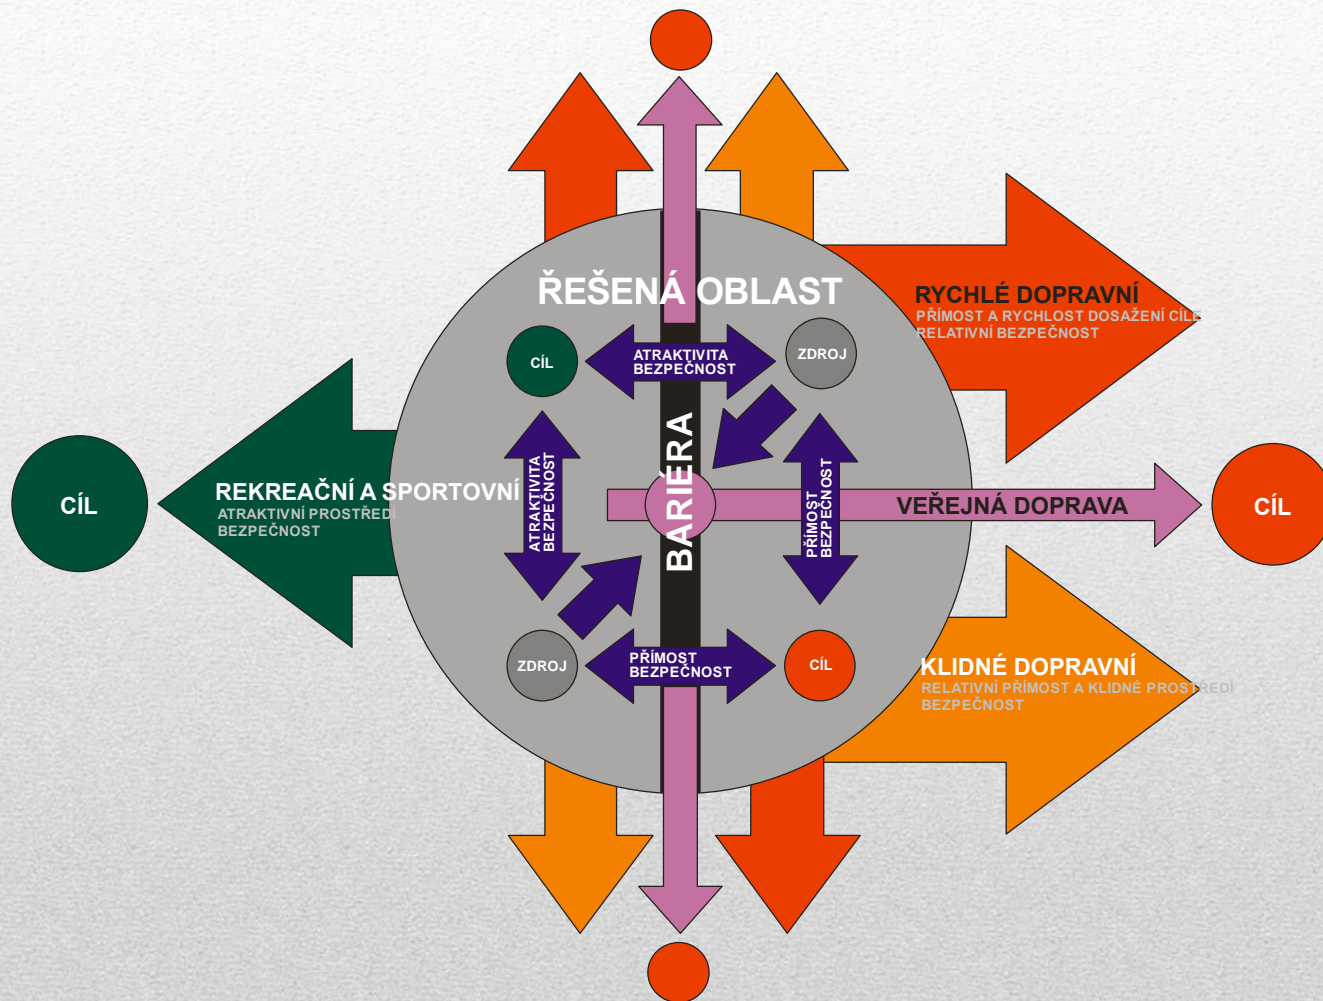 ŘEŠENÁ OBLAST
RYCHLÉ DOPRAVNÍ
PŘÍMOST A RYCHLOST DOSAŽENÍ CÍLE
RELATIVNÍ BEZPEČNOST
CÍL
ATRAKTIVITA
BEZPEČNOST
ZDROJ
BARIÉRA
ATRAKTIVITA
BEZPEČNOST
PŘÍMOST
BEZPEČNOST
CÍL
REKREAČNÍ A SPORTOVNÍ
ATRAKTIVNÍ PROSTŘEDÍ
BEZPEČNOST
VEŘEJNÁ DOPRAVA
CÍL
ZDROJ
PŘÍMOST
BEZPEČNOST
CÍL
KLIDNÉ DOPRAVNÍ
RELATIVNÍ PŘÍMOST A KLIDNÉ PROSTŘEDÍ
BEZPEČNOST